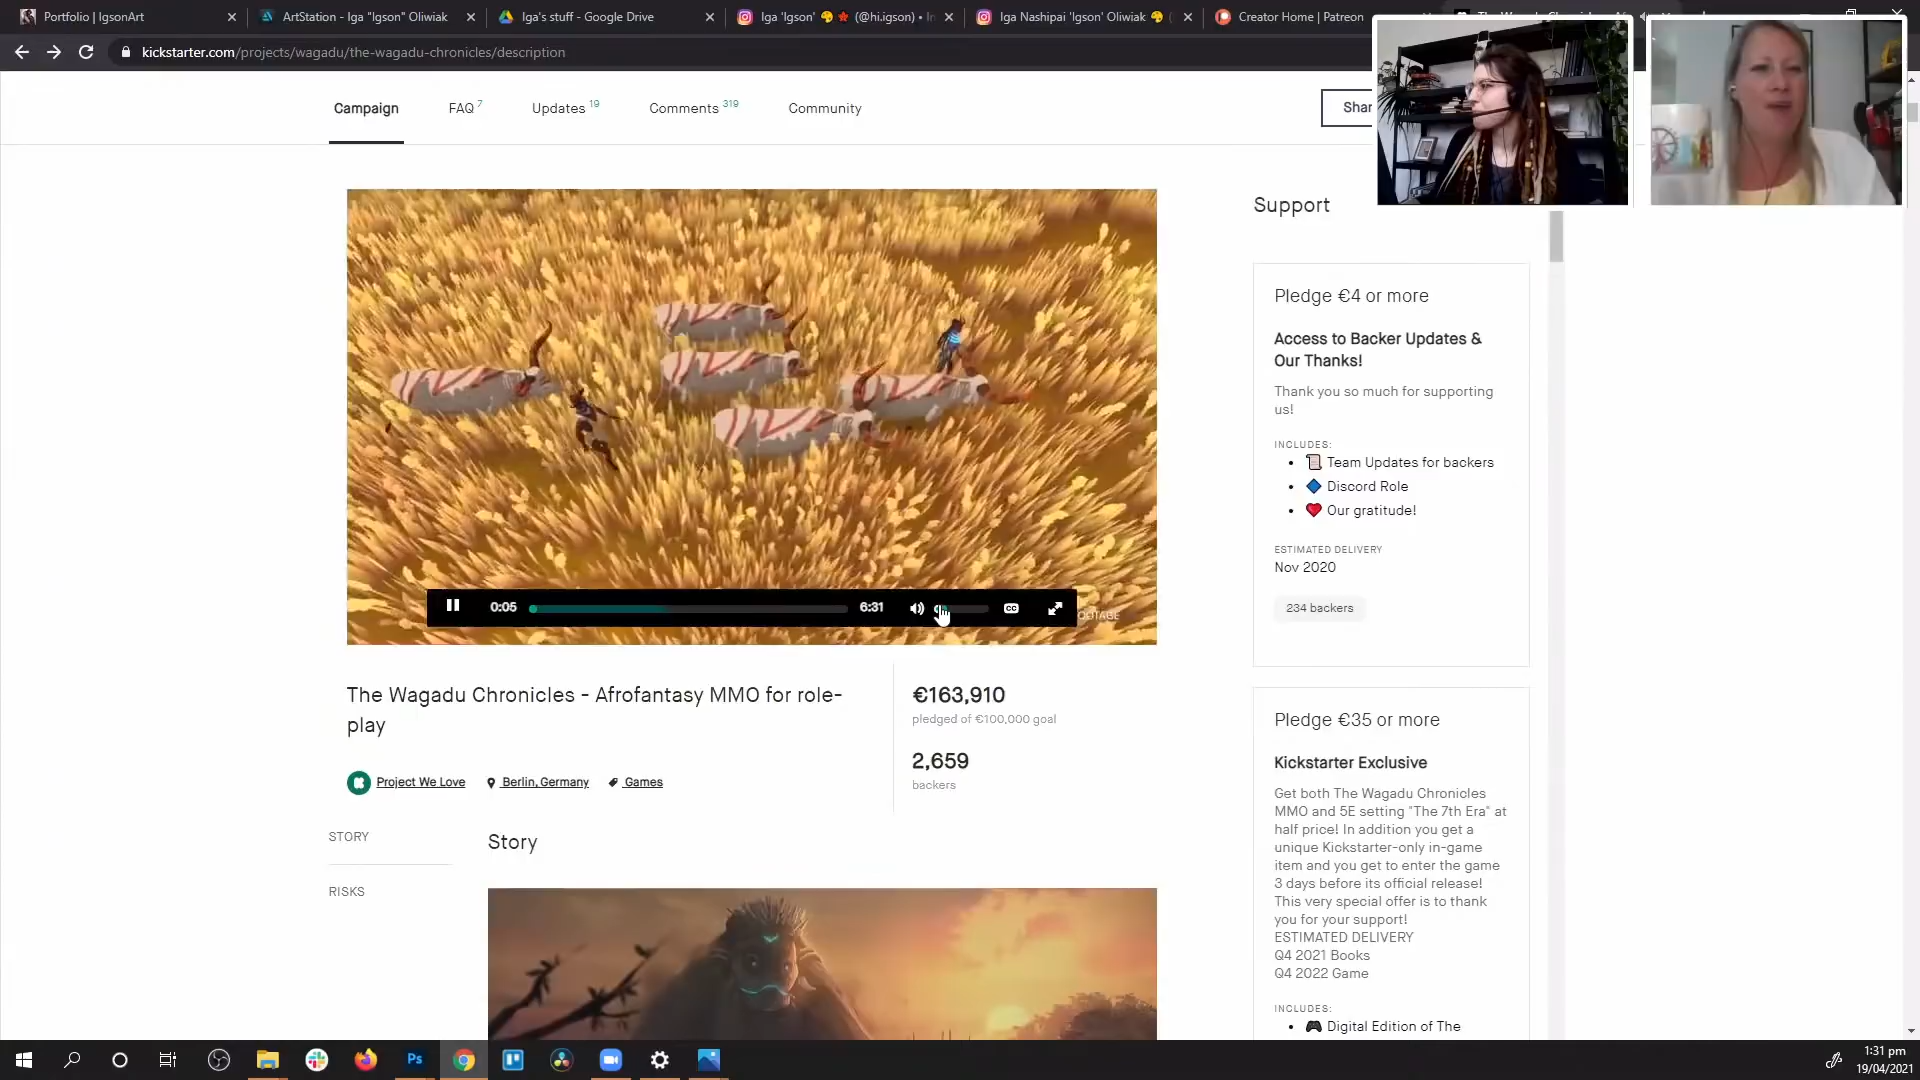 Portfolio | IgsonArt
ArtStation - Iga "Igson" Oliwiak
Iga's stuff - Google Drive
Iga 'Igson' (@hi.igson) • In
Iga Nashipai 'Igson' Oliwiak
Creator Home | Patreon
kickstarter.com/projects/wagadu/the-wagadu-chronicles/description
Campaign
FAQ 7
Updates 19
Comments 319
Community
Shar
Support
Pledge €4 or more
Access to Backer Updates &
Our Thanks!
Thank you so much for supporting
us!
INCLUDES:
• Team Updates for backers
• Discord Role
• Our gratitude!
ESTIMATED DELIVERY
Nov 2020
234 backers
0:05
6:31
CC
The Wagadu Chronicles - Afrofantasy MMO for role-
play
€163,910
pledged of €100,000 goal
2,659
backers
Project We Love
Berlin, Germany
Games
STORY
RISKS
Story
Pledge €35 or more
Kickstarter Exclusive
Get both The Wagadu Chronicles
MMO and 5E setting "The 7th Era" at
half price! In addition you get a
unique Kickstarter-only in-game
item and you get to enter the game
3 days before its official release!
This very special offer is to thank
you for your support!
ESTIMATED DELIVERY
Q4 2021 Books
Q4 2022 Game
INCLUDES:
• Digital Edition of The
Ps
1:31 pm
19/04/2021